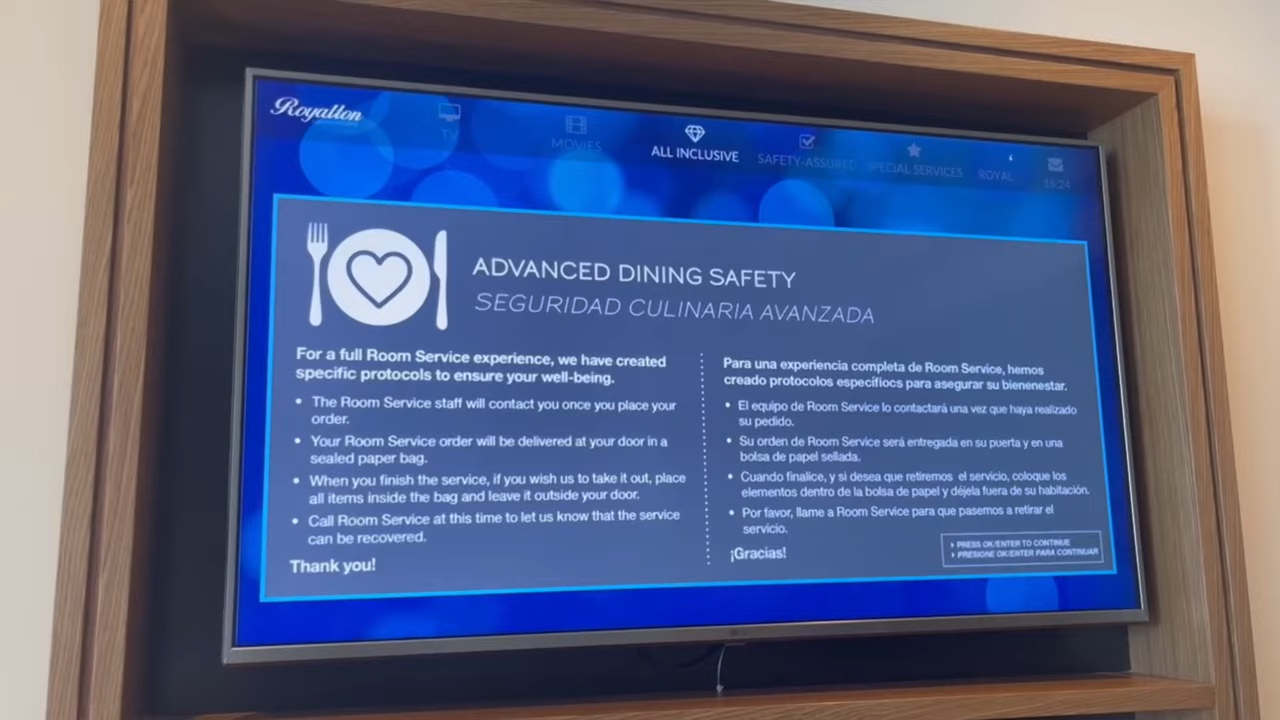 Royalton
TV
MOVIES
ALL INCLUSIVE
SAFETY-ASSURED
SPECIAL SERVICES
ROYAL
15:24
ADVANCED DINING SAFETY
SEGURIDAD CULINARIA AVANZADA
For a full Room Service experience, we have created
specific protocols to ensure your well-being.
• The Room Service staff will contact you once you place your
order.
• Your Room Service order will be delivered at your door in a
sealed paper bag.
• When you finish the service, if you wish us to take it out, place
all items inside the bag and leave it outside your door.
• Call Room Service at this time to let us know that the service
can be recovered.
Thank you!
Para una experiencia completa de Room Service, hemos
creado protocolos específiocs para asegurar su bienenestar.
• El equipo de Room Service lo contactará una vez que haya realizado
su pedido.
• Su orden de Room Service será entregada en su puerta y en una
bolsa de papel sellada.
• Cuando finalice, y si desea que retiremos el servicio, coloque los
elementos dentro de la bolsa de papel y déjela fuera de su habitación.
• Por favor, llame a Room Service para que pasemos a retirar el
servicio.
¡Gracias!
PRESS OK/ENTER TO CONTINUE
PRESIONE OK/ENTER PARA CONTINUAR